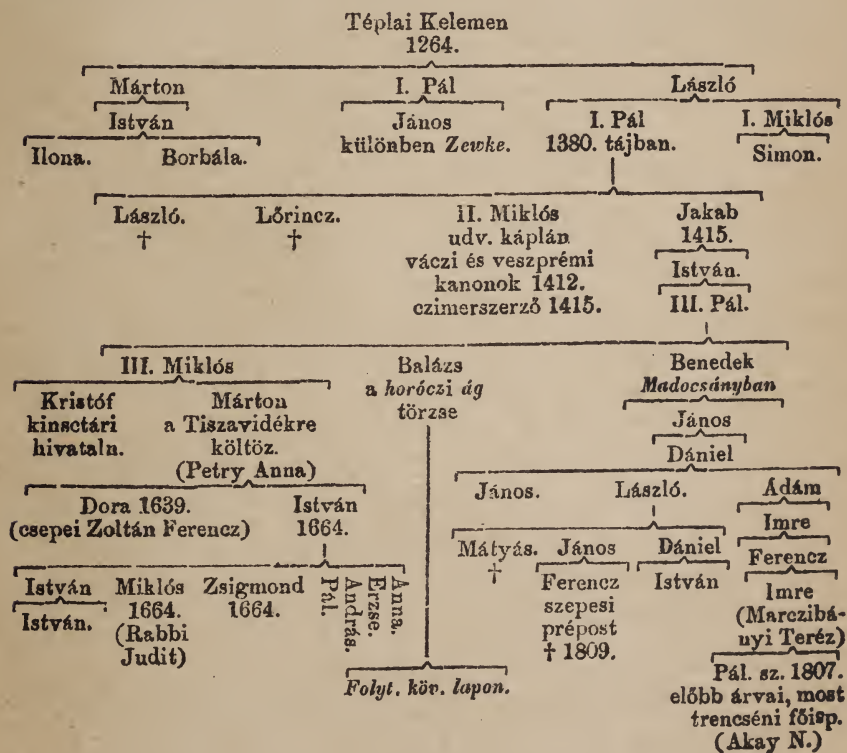 Téplai Kelemen
1264.
Márton I. Pál László
István János I. Pál I. Miklós
különben Zewke. 1380. tájban.
Ilona. Borbála. Simon.
László. Lőrincz. II. Miklós Jakab
† † udv. káplán 1415.
váczi és veszprémi
kanonok 1412. István.
czimerszerző 1415. III. Pál.
III. Miklós Balázs Benedek
a horóczi ág Madocsányban
törzse
Kristóf Márton
kinsctári a Tiszavidékre
hivataln. költöz.
(Petry Anna)
János
Dániel
Dora 1639. István
(csepei Zoltán Ferencz) 1664.
János. László. Ádám
Imre
Mátyás. János Dániel Ferencz
† Ferencz István Imre
szepesi (Marczibá-
prépost nyi Teréz)
† 1809.
István Miklós Zsigmond Pál. András. Erzse. Anna.
István. 1664. 1664.
(Rabbi
Judit)
Folyt. köv. lapon.
Pál. sz. 1807.
előbb árvai, most
trencséni főisp.
(Akay N.)